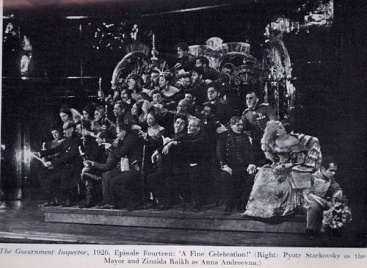 The Government Inspector, 1926. Episode Fourteen: 'A Fine Celebration!' (Right: Pyotr Starkovsky as the
Mayor and Zinaida Raikh as Anna Andreevna.)